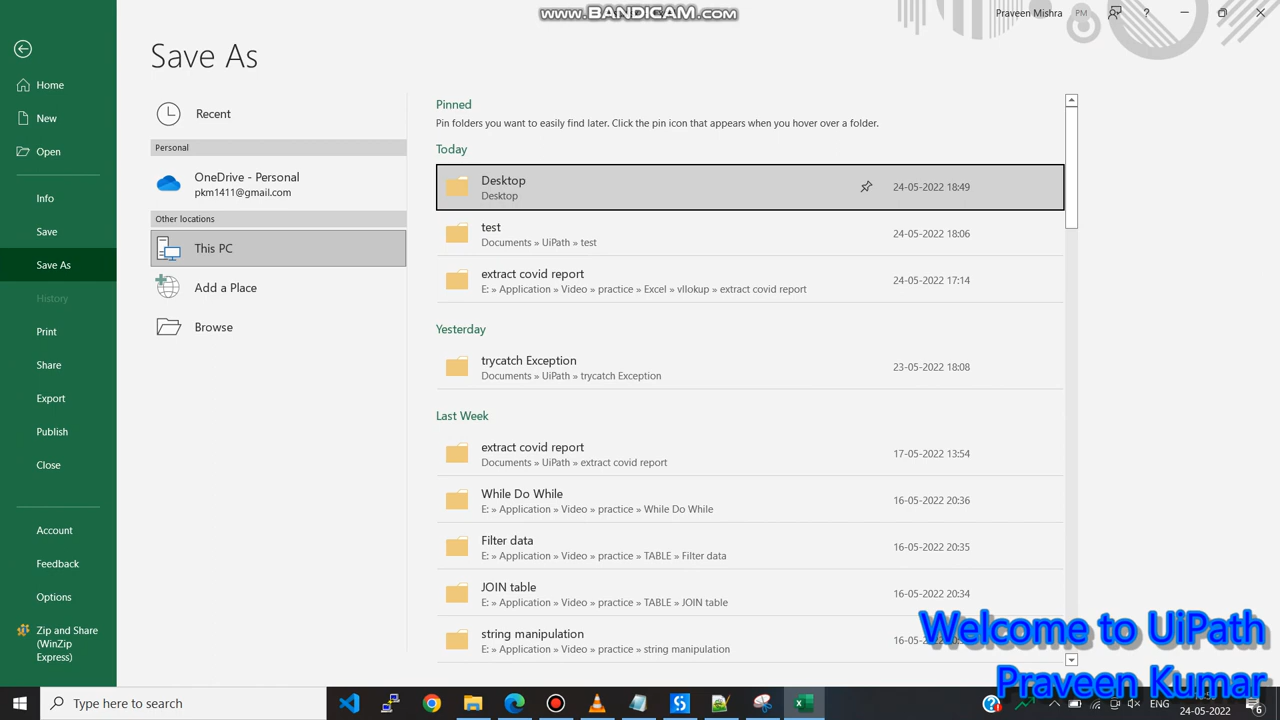 www.BANDICAM.com
Praveen Mishra
PM
?
Save As
Home
New
Open
Info
Save
Save As
History
Print
Share
Export
Publish
Close
Account
Feedback
Options
Zip and Share
(WinZip
Express)
Recent
Personal
OneDrive - Personal
pkm1411@gmail.com
Other locations
This PC
Add a Place
Browse
Pinned
Pin folders you want to easily find later. Click the pin icon that appears when you hover over a folder.
Today
Desktop
Desktop
24-05-2022 18:49
test
Documents » UiPath » test
24-05-2022 18:06
extract covid report
E: » Application » Video » practice » Excel » vllokup » extract covid report
24-05-2022 17:14
Yesterday
trycatch Exception
Documents » UiPath » trycatch Exception
23-05-2022 18:08
Last Week
extract covid report
Documents » UiPath » extract covid report
17-05-2022 13:54
While Do While
E: » Application » Video » practice » While Do While
16-05-2022 20:36
Filter data
E: » Application » Video » practice » TABLE » Filter data
16-05-2022 20:35
JOIN table
E: » Application » Video » practice » TABLE » JOIN table
16-05-2022 20:34
string manipulation
E: » Application » Video » practice » string manipulation
Welcome to UiPath
Praveen Kumar
Type here to search
ENG
24-05-2022
6